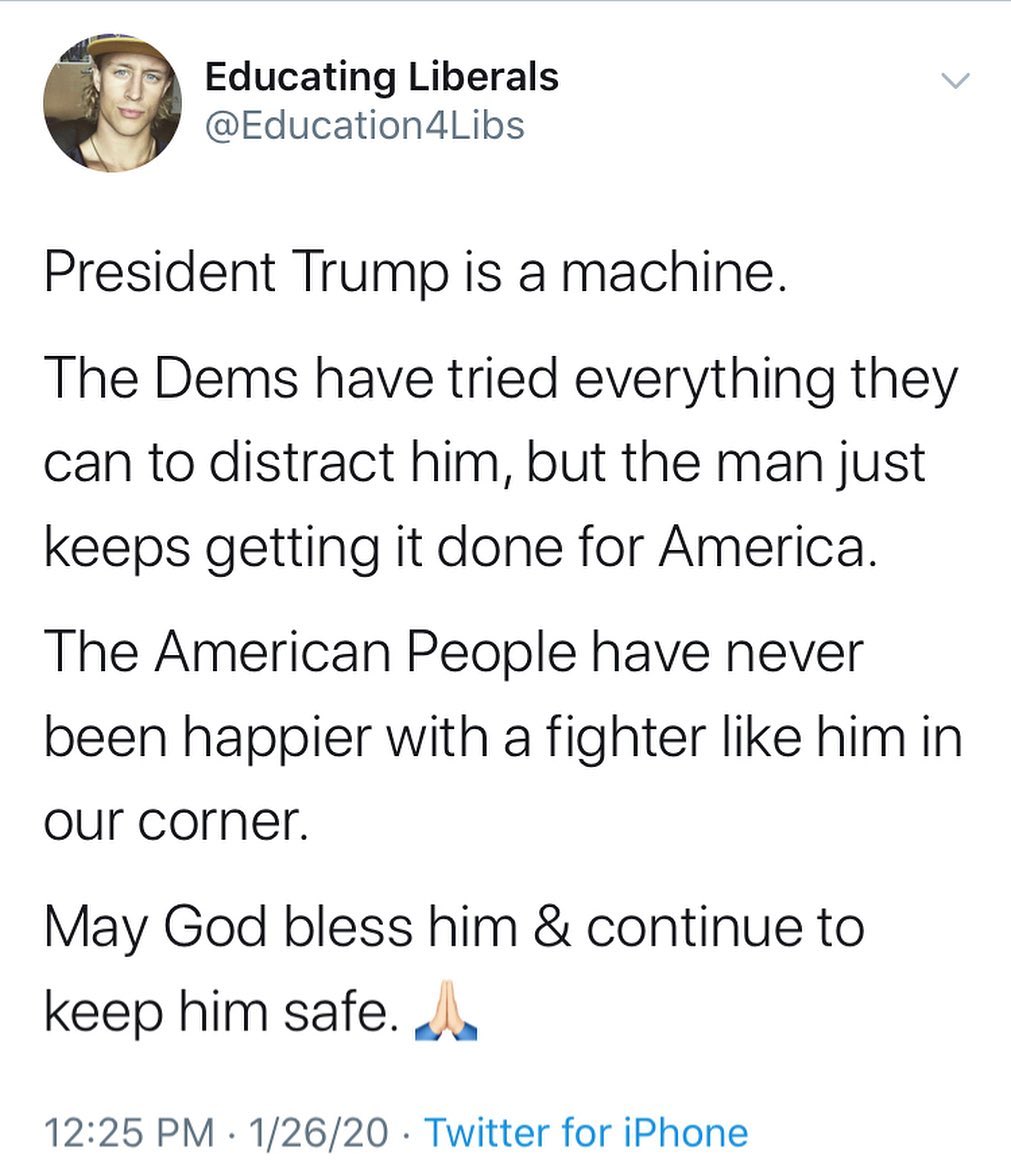 Educating Liberals
@Education4Libs
President Trump is a machine.
The Dems have tried everything they
can to distract him, but the man just
keeps getting it done for America.
The American People have never
been happier with a fighter like him in
our corner.
May God bless him & continue to
keep him safe. 🙏🏻
12:25 PM · 1/26/20 · Twitter for iPhone